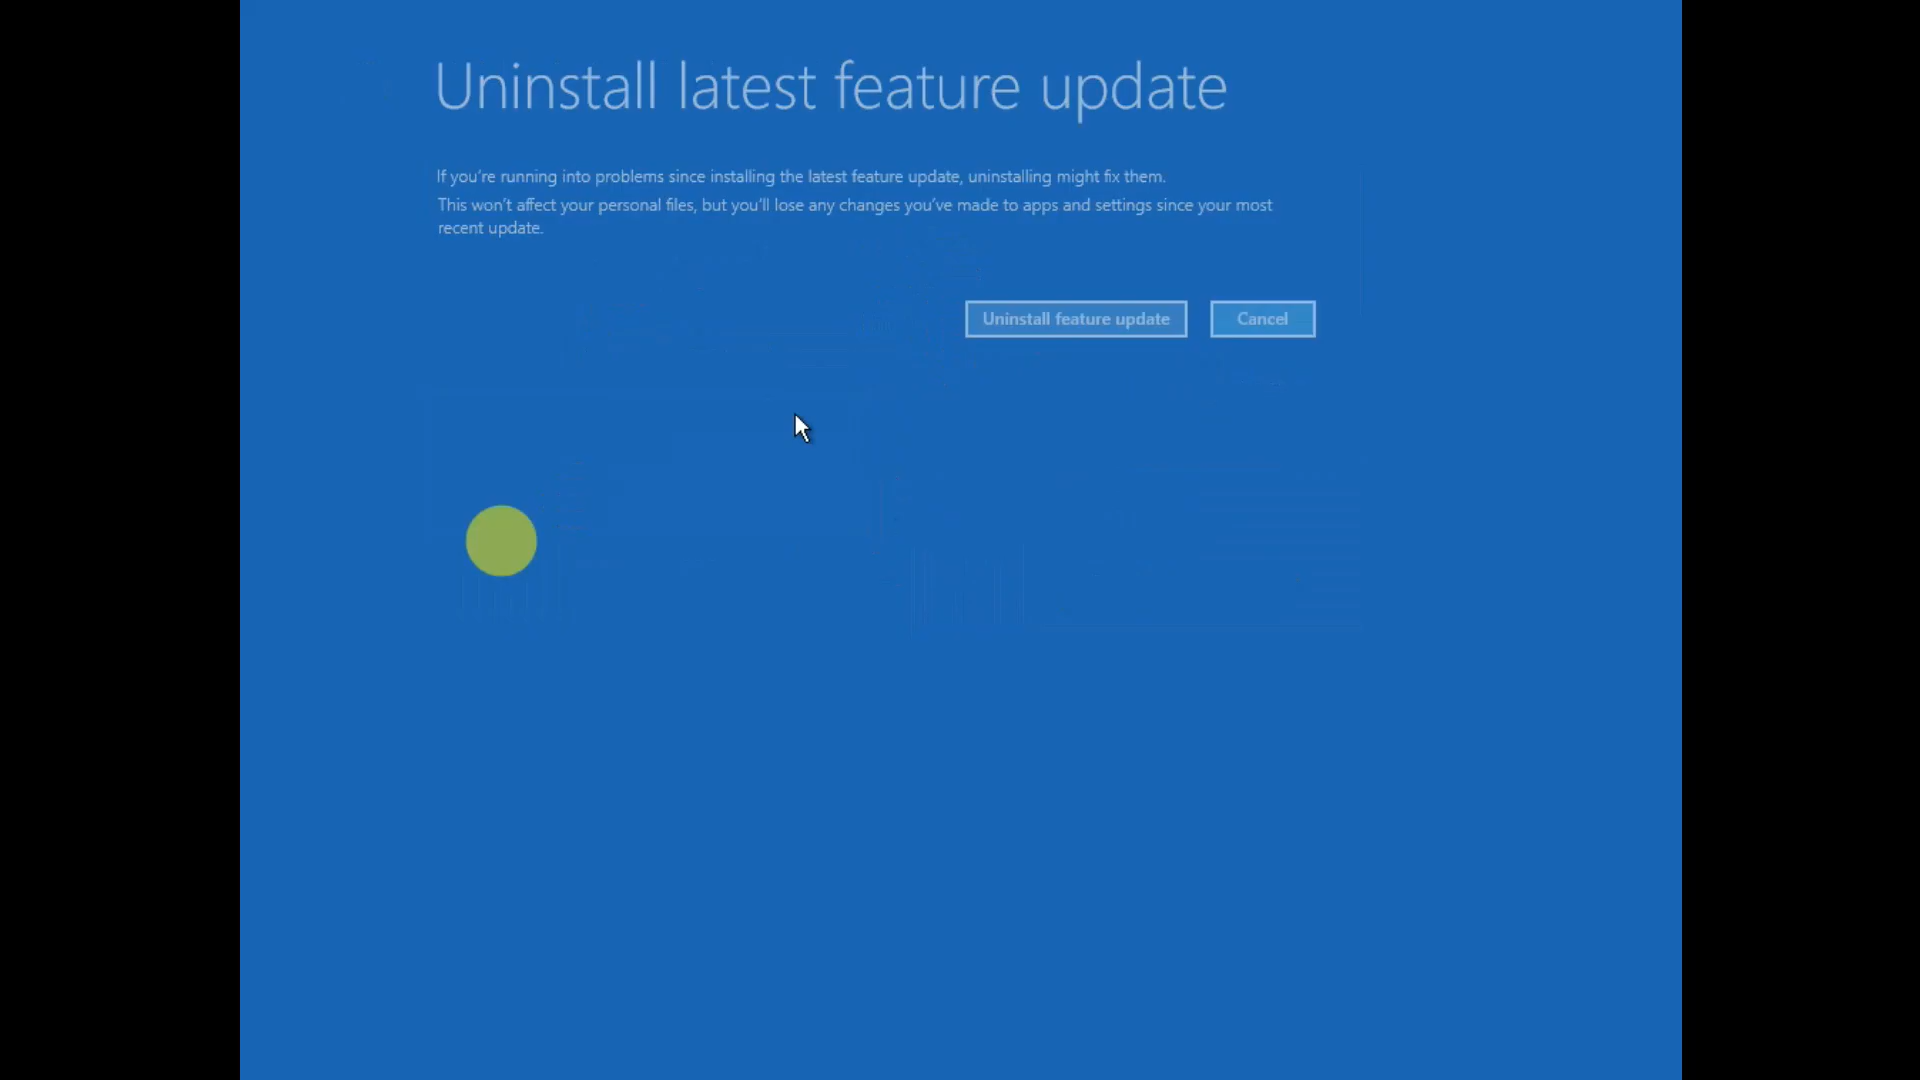 Uninstall latest feature update
If you're running into problems since installing the latest feature update, uninstalling might fix them.
This won't affect your personal files, but you'll lose any changes you've made to apps and settings since your most
recent update.
Uninstall feature update
Cancel